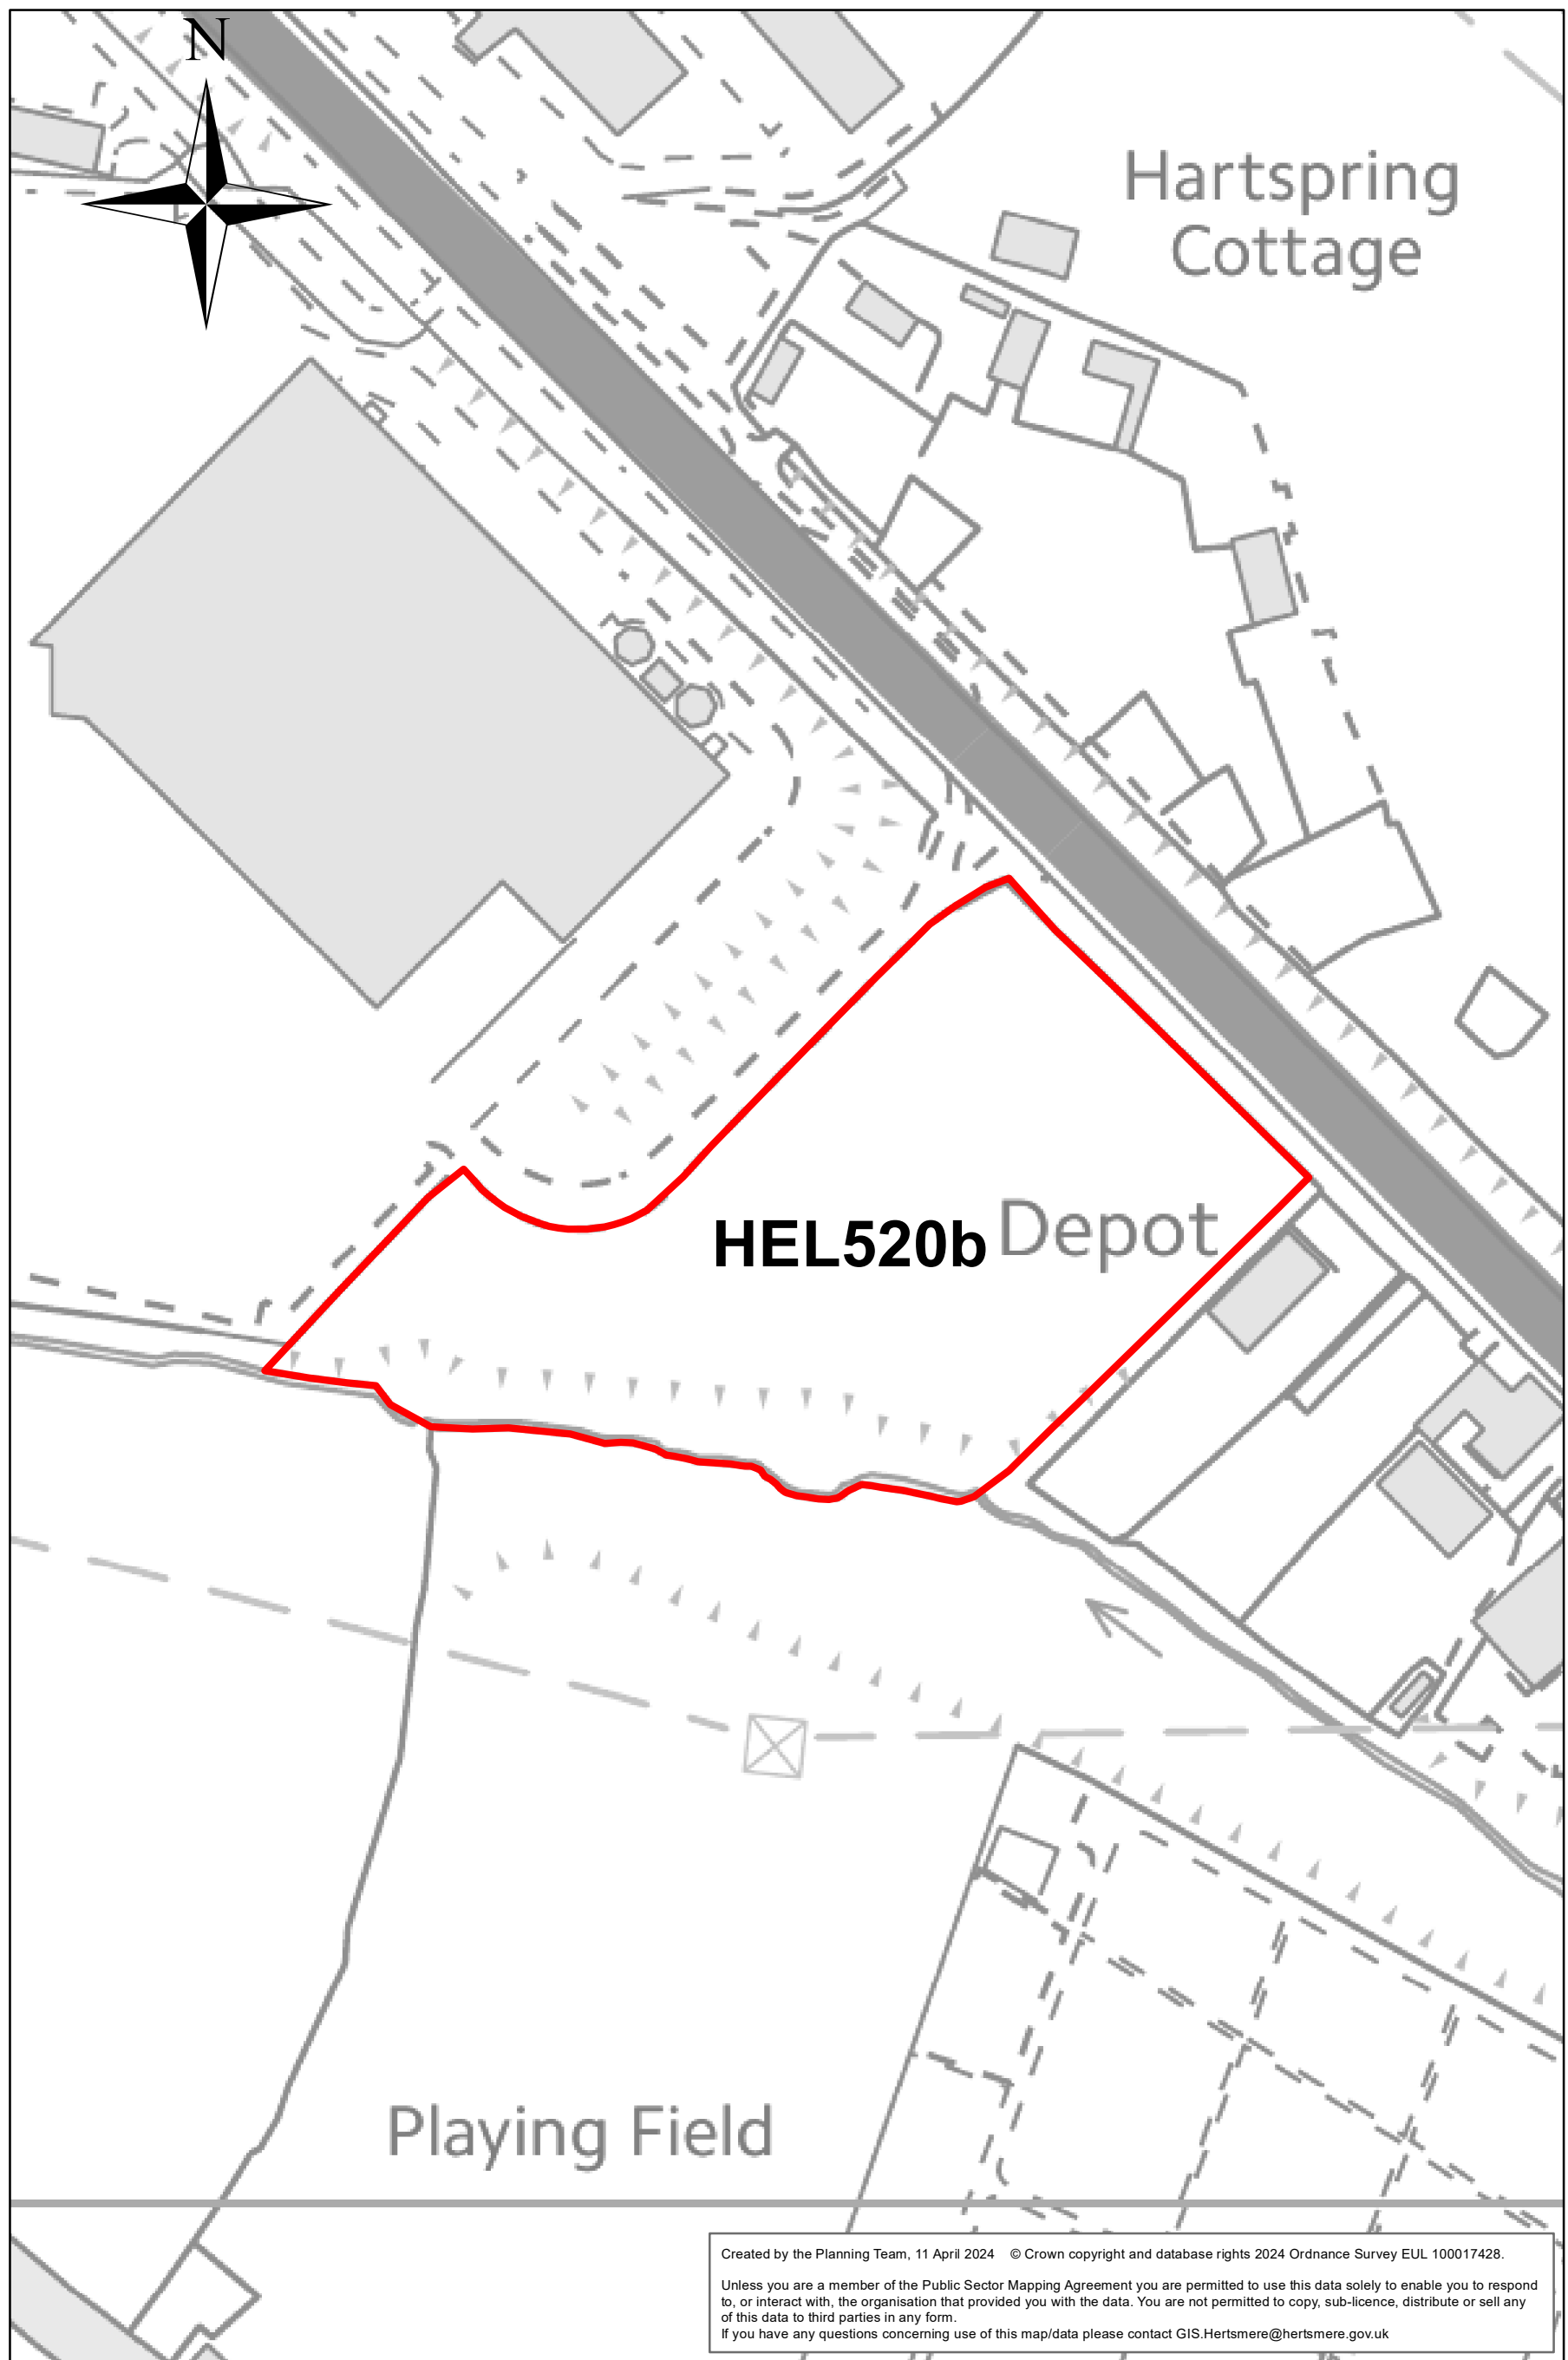 N
Hartspring
Cottage
HEL520b Depot
Playing Field
Created by the Planning Team, 11 April 2024 © Crown copyright and database rights 2024 Ordnance Survey EUL 100017428.
Unless you are a member of the Public Sector Mapping Agreement you are permitted to use this data solely to enable you to respond
to, or interact with, the organisation that provided you with the data. You are not permitted to copy, sub-licence, distribute or sell any
of this data to third parties in any form.
If you have any questions concerning use of this map/data please contact GIS.Hertsmere@hertsmere.gov.uk